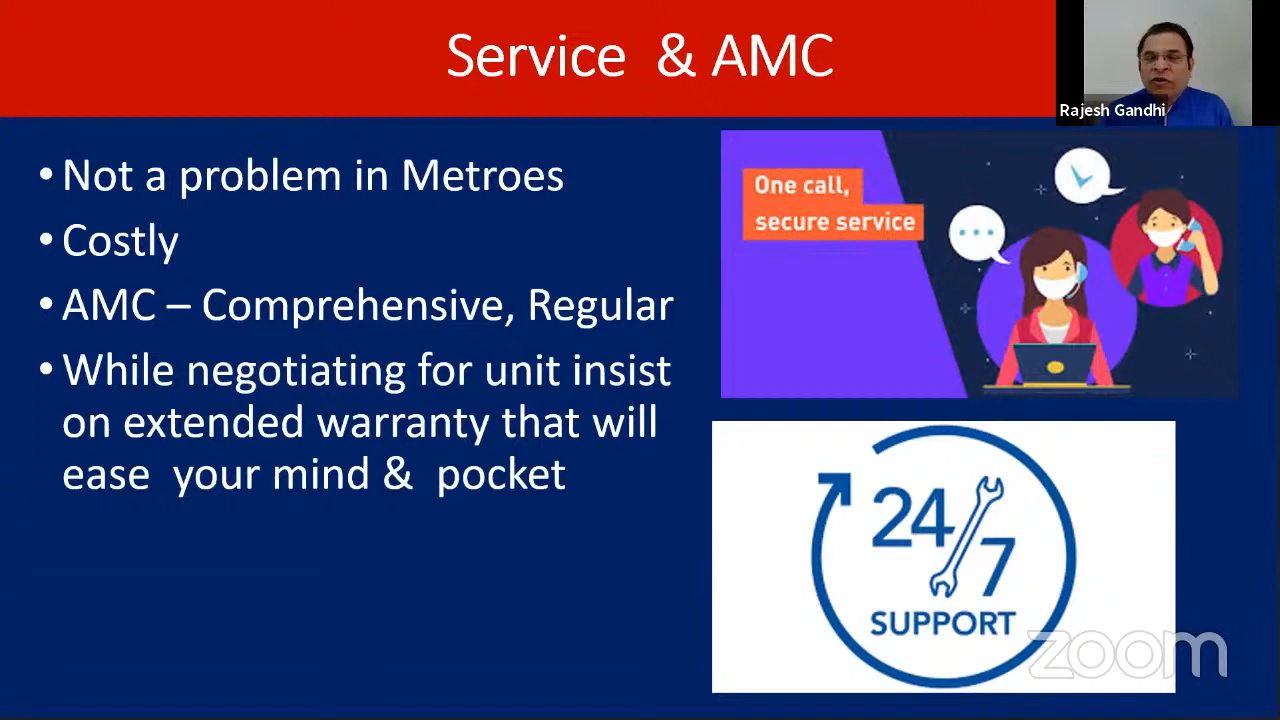 Service & AMC
Rajesh Gandhi
• Not a problem in Metroes
• Costly
• AMC – Comprehensive, Regular
• While negotiating for unit insist
on extended warranty that will
ease your mind & pocket
One call,
secure service
24/7
SUPPORT
zoom